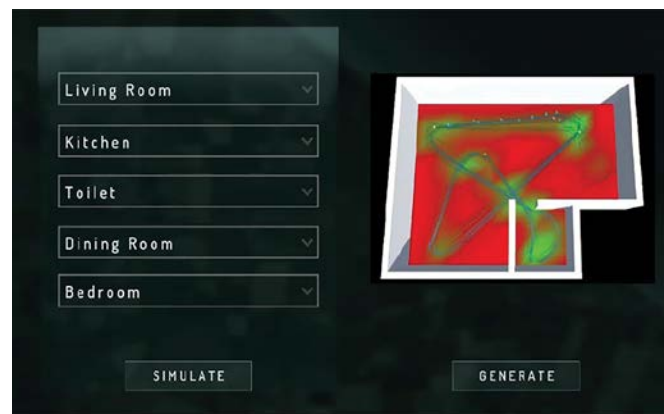 Living Room
Kitchen
Toilet
Dining Room
Bedroom
SIMULATE
GENERATE